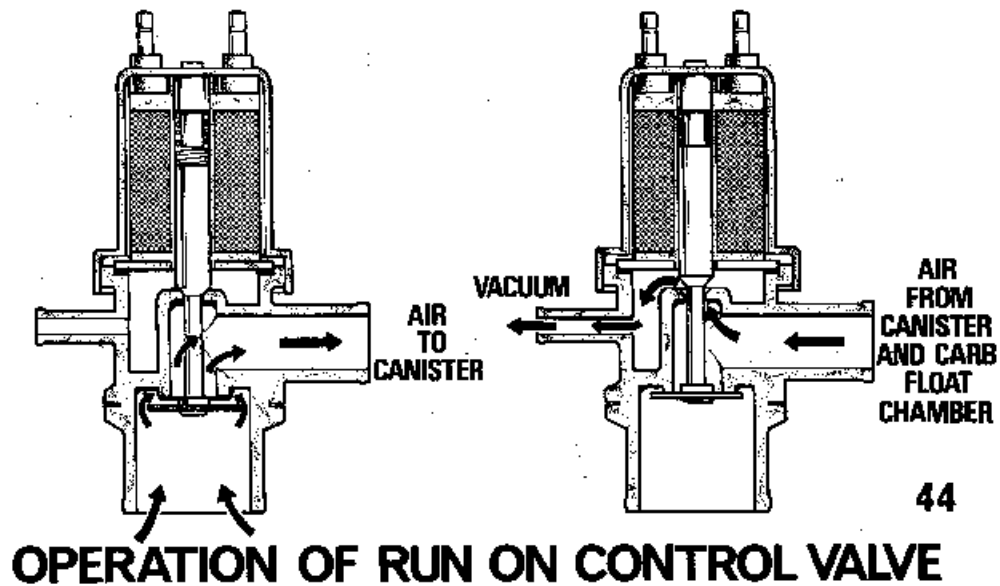 AIR
TO
CANISTER
VACUUM
AIR
FROM
CANISTER
AND CARB
FLOAT
CHAMBER
44
OPERATION OF RUN ON CONTROL VALVE